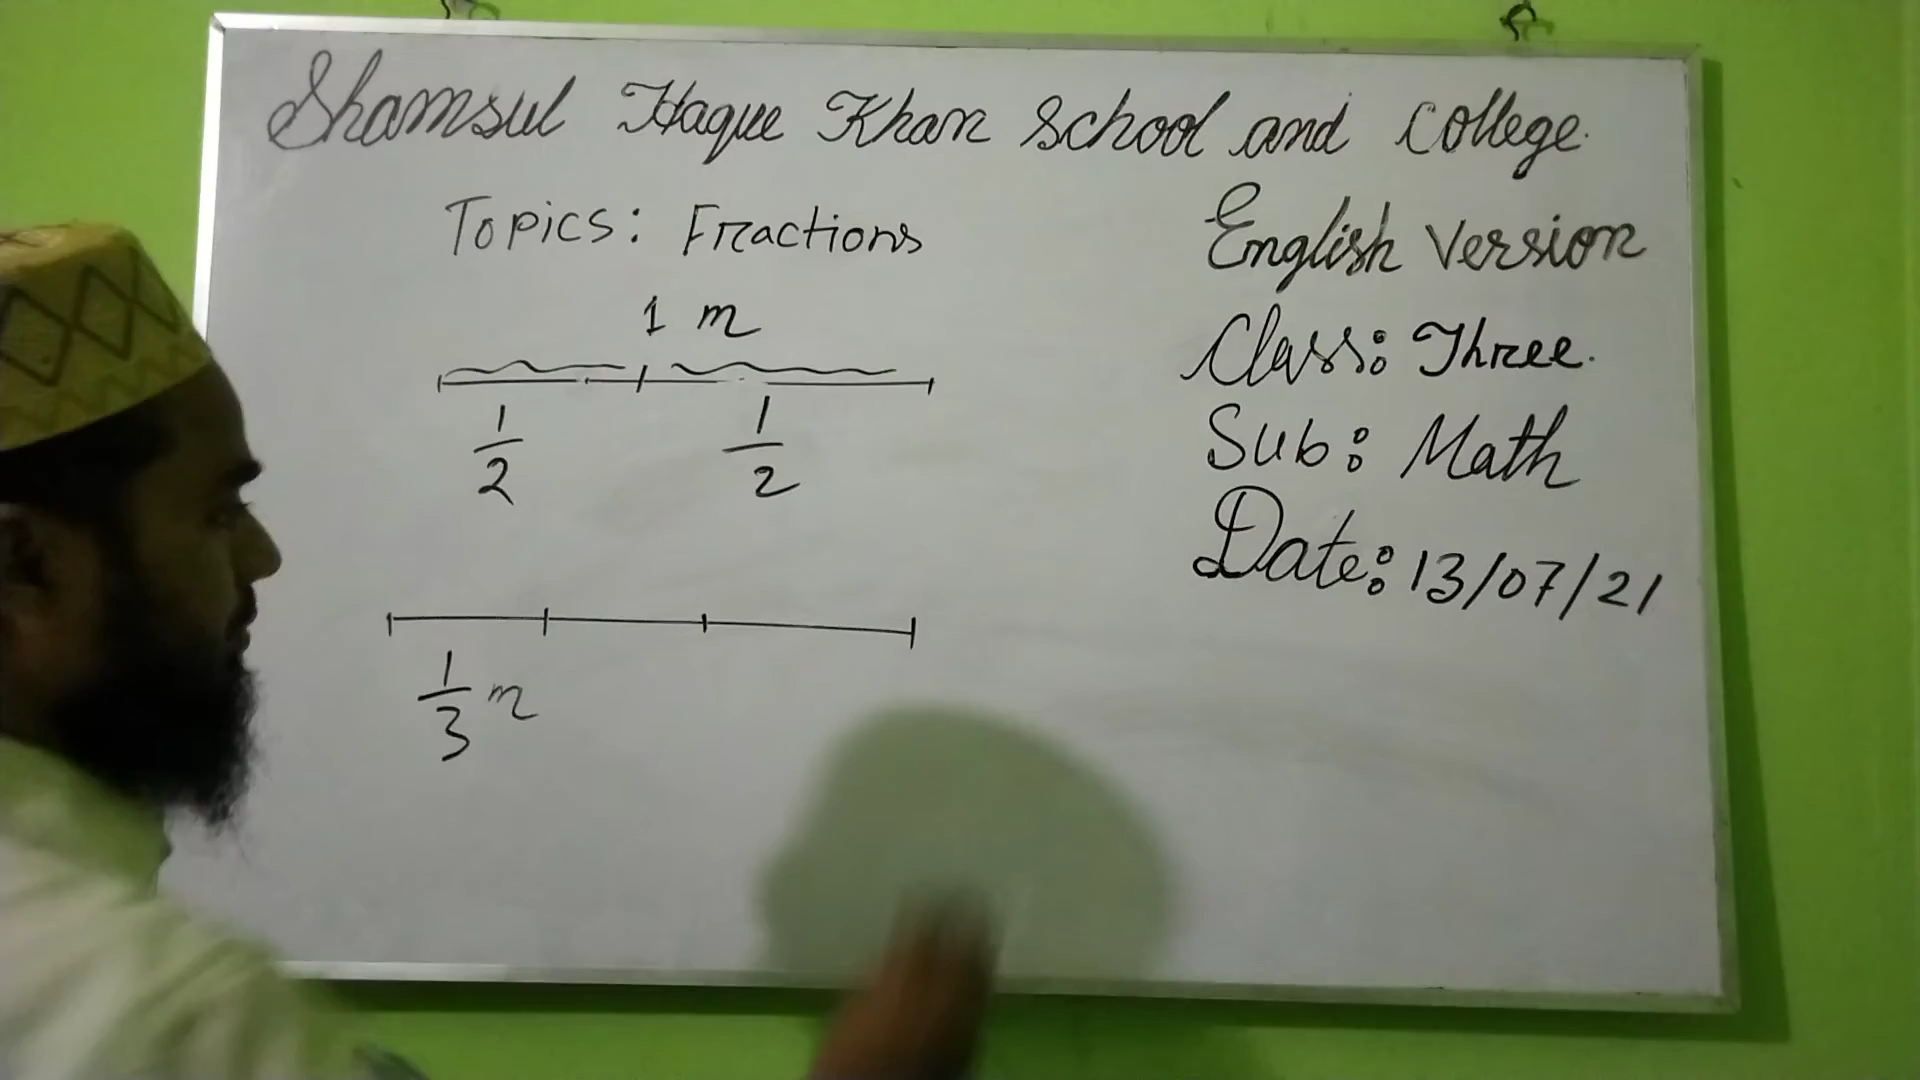 Shamsul Haque Khan School and College.
Topics: Fractions
English Version
1 m
Class: Three.
1/2 1/2
Sub: Math
Date: 13/07/21
1/3 m